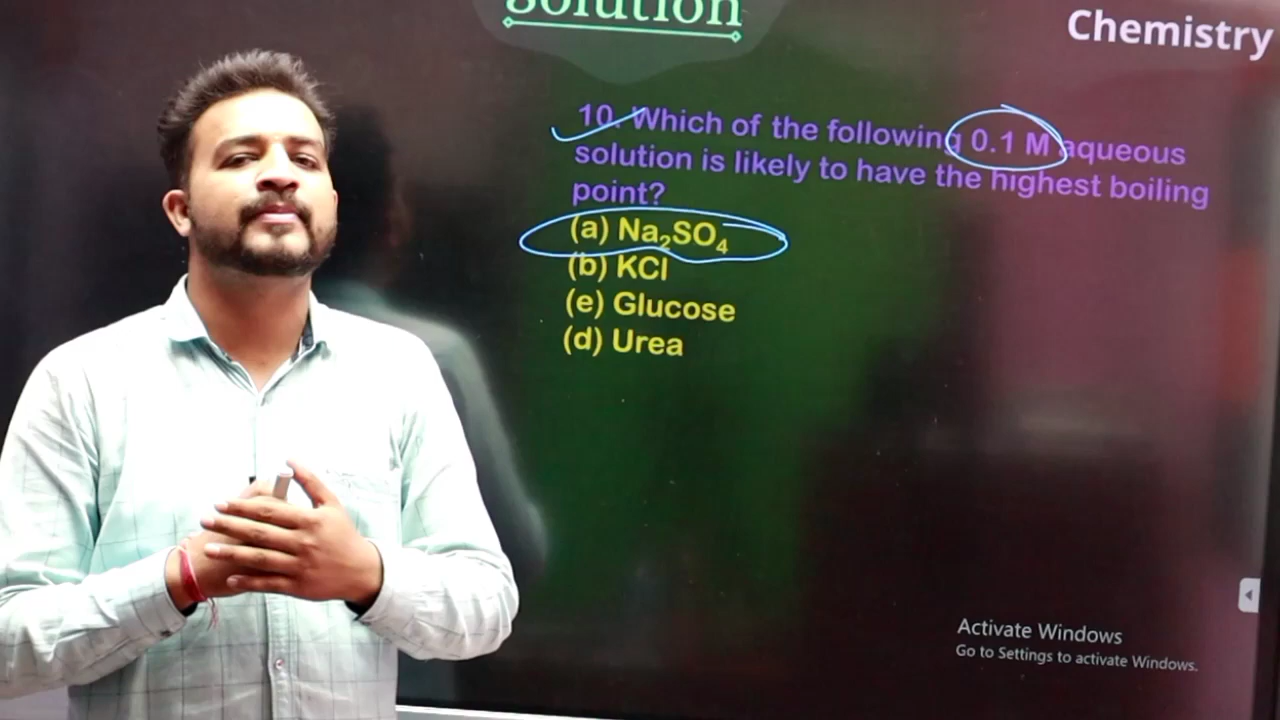 solution
Chemistry
10. Which of the following 0.1 M aqueous
solution is likely to have the highest boiling
point?
(a) Na₂SO₄
(b) KCl
(e) Glucose
(d) Urea
Activate Windows
Go to Settings to activate Windows.